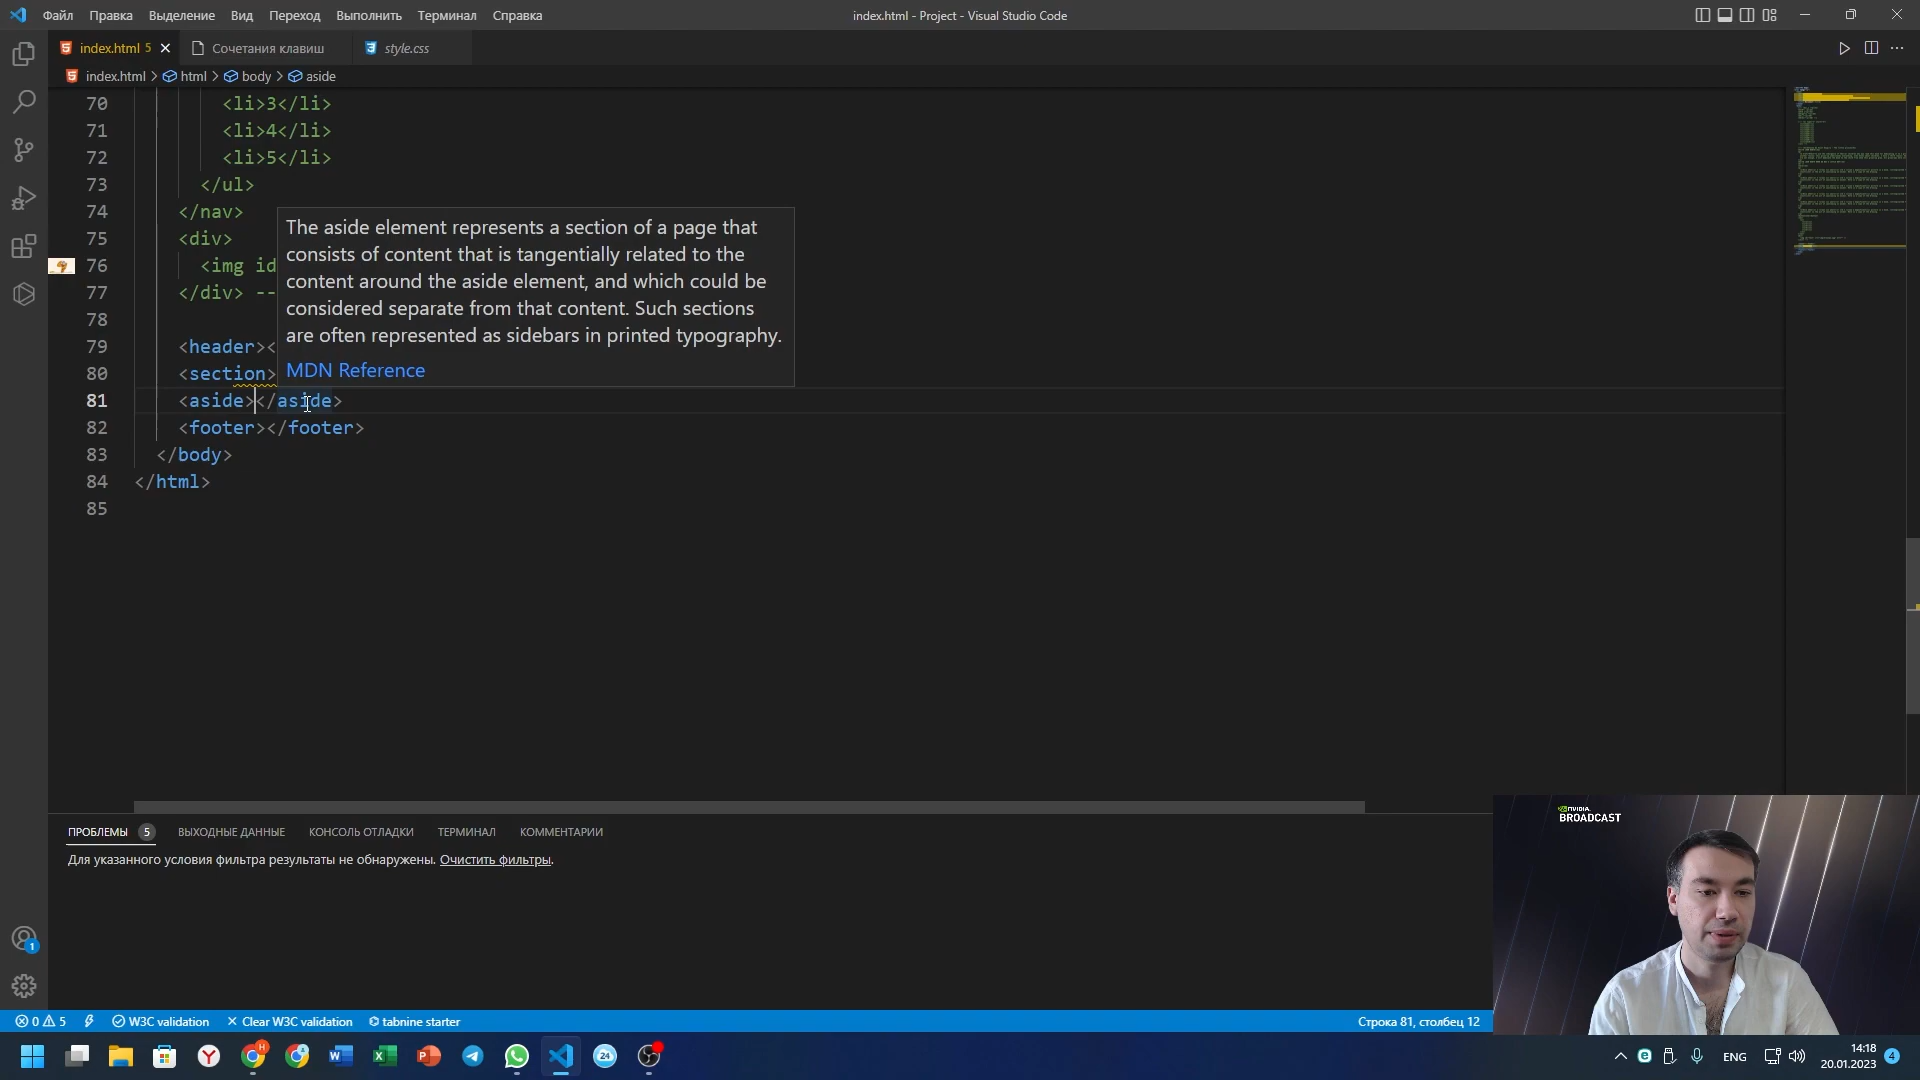 Файл Правка Выделение Вид Переход Выполнить Терминал Справка
index.html - Project - Visual Studio Code
index.html 5 Сочетания клавиш style.css
index.html > html > body > aside
70 <li>3</li>
71 <li>4</li>
72 <li>5</li>
73 </ul>
74 </nav>
75 <div>
76 <img id
77 </div> --
78
79 <header><
80 <section>
81 <aside></aside>
82 <footer></footer>
83 </body>
84 </html>
85
The aside element represents a section of a page that
consists of content that is tangentially related to the
content around the aside element, and which could be
considered separate from that content. Such sections
are often represented as sidebars in printed typography.
MDN Reference
ПРОБЛЕМЫ 5 ВЫХОДНЫЕ ДАННЫЕ КОНСОЛЬ ОТЛАДКИ ТЕРМИНАЛ КОММЕНТАРИИ
Для указанного условия фильтра результаты не обнаружены. Очистить фильтры.
NVIDIA.
BROADCAST
1
0 5 W3C validation Clear W3C validation tabnine starter
Строка 81, столбец 12
24
ENG
14:18
20.01.2023
4